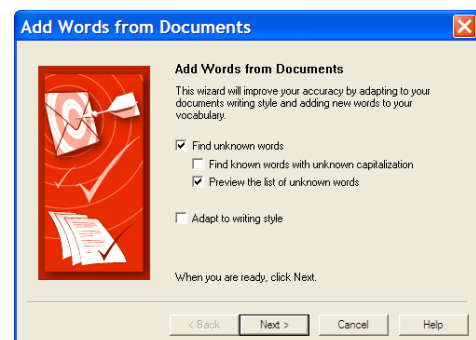 Add Words from Documents
Add Words from Documents
This wizard will improve your accuracy by adapting to your
documents writing style and adding new words to your
vocabulary.
Find unknown words
Find known words with unknown capitalization
Preview the list of unknown words
Adapt to writing style
When you are ready, click Next.
< Back Next > Cancel Help